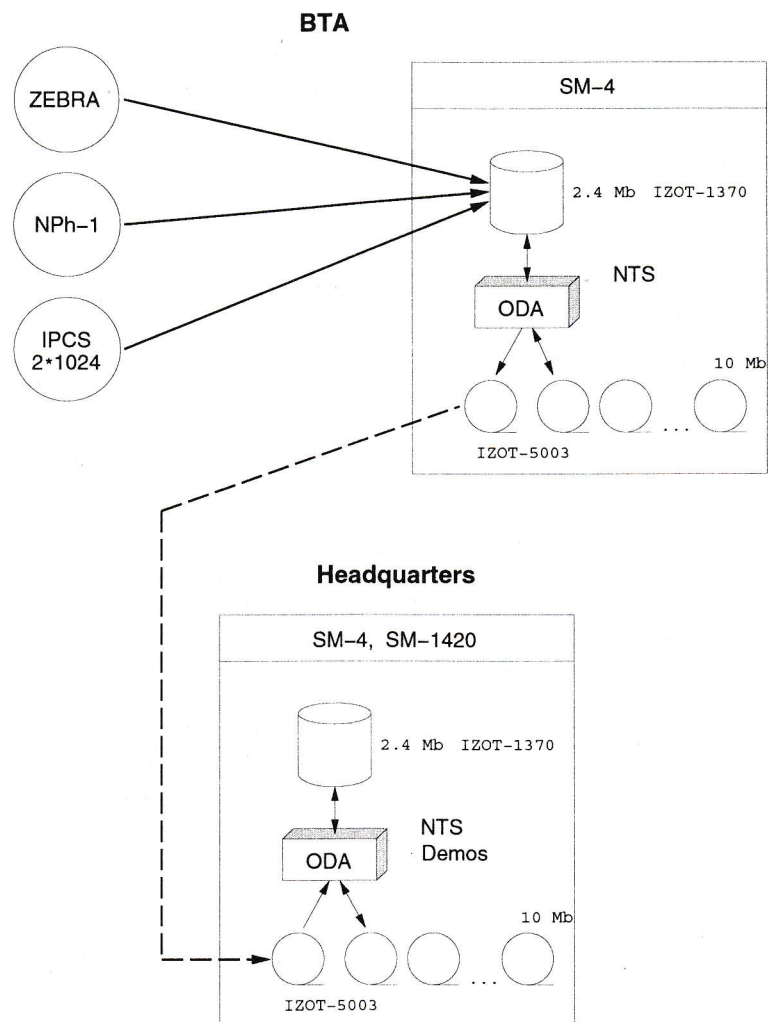 BTA
ZEBRA
NPh-1
IPCS
2*1024
SM-4
2.4 Mb IZOT-1370
NTS
ODA
10 Mb
...
IZOT-5003
Headquarters
SM-4, SM-1420
2.4 Mb IZOT-1370
NTS
Demos
ODA
10 Mb
...
IZOT-5003